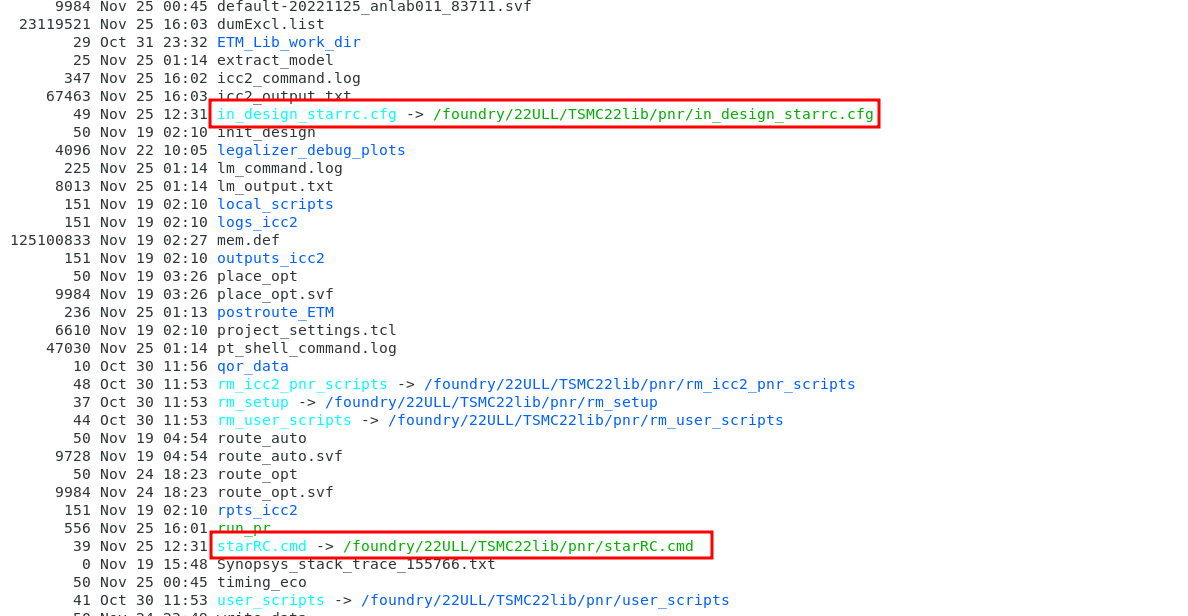 9984 Nov 25 00:45 default-20221125_anlab011_83711.svf
23119521 Nov 25 16:03 dumExcl.list
29 Oct 31 23:32 ETM_Lib_work_dir
25 Nov 25 01:14 extract_model
347 Nov 25 16:02 icc2_command.log
67463 Nov 25 16:03 icc2_output.txt
49 Nov 25 12:31 in_design_starrc.cfg -> /foundry/22ULL/TSMC22lib/pnr/in_design_starrc.cfg
50 Nov 19 02:10 init_design
4096 Nov 22 10:05 legalizer_debug_plots
225 Nov 25 01:14 lm_command.log
8013 Nov 25 01:14 lm_output.txt
151 Nov 19 02:10 local_scripts
151 Nov 19 02:10 logs_icc2
125100833 Nov 19 02:27 mem.def
151 Nov 19 02:10 outputs_icc2
50 Nov 19 03:26 place_opt
9984 Nov 19 03:26 place_opt.svf
236 Nov 25 01:13 postroute_ETM
6610 Nov 19 02:10 project_settings.tcl
47030 Nov 25 01:14 pt_shell_command.log
10 Oct 30 11:56 qor_data
48 Oct 30 11:53 rm_icc2_pnr_scripts -> /foundry/22ULL/TSMC22lib/pnr/rm_icc2_pnr_scripts
37 Oct 30 11:53 rm_setup -> /foundry/22ULL/TSMC22lib/pnr/rm_setup
44 Oct 30 11:53 rm_user_scripts -> /foundry/22ULL/TSMC22lib/pnr/rm_user_scripts
50 Nov 19 04:54 route_auto
9728 Nov 19 04:54 route_auto.svf
50 Nov 24 18:23 route_opt
9984 Nov 24 18:23 route_opt.svf
151 Nov 19 02:10 rpts_icc2
556 Nov 25 16:01 run_pr
39 Nov 25 12:31 starRC.cmd -> /foundry/22ULL/TSMC22lib/pnr/starRC.cmd
0 Nov 19 15:48 Synopsys_stack_trace_155766.txt
50 Nov 25 00:45 timing_eco
41 Oct 30 11:53 user_scripts -> /foundry/22ULL/TSMC22lib/pnr/user_scripts